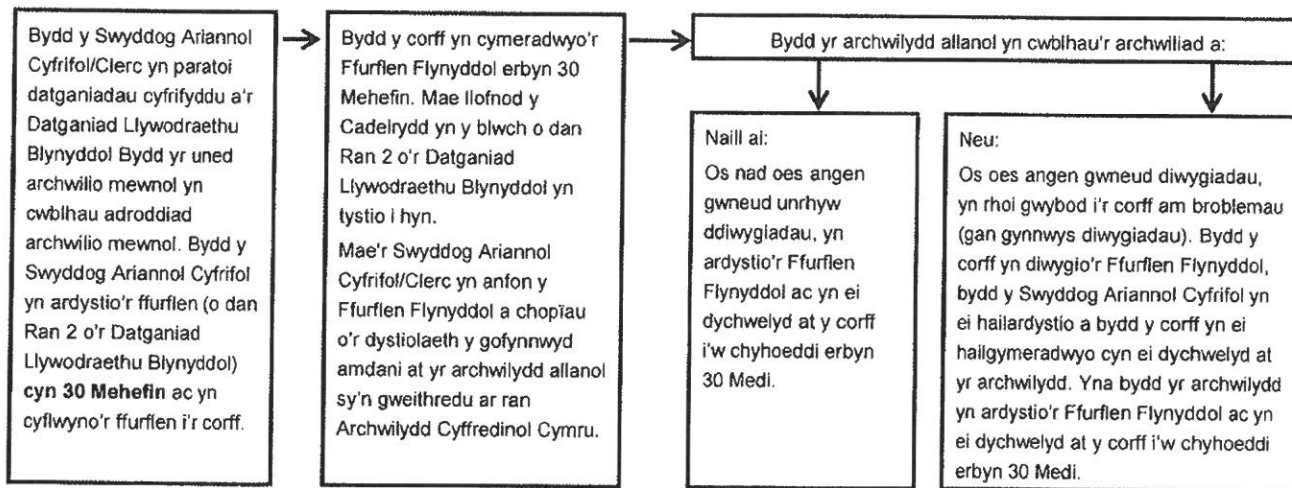 Bydd y Swyddog Ariannol
Cyfrifol/Clerc yn paratoi
datganiadau cyfrifyddu a'r
Datganiad Llywodraethu
Blynyddol Bydd yr uned
archwilio mewnol yn
cwblhau adroddiad
archwilio mewnol. Bydd y
Swyddog Ariannol Cyfrifol
yn ardystio'r ffurflen (o dan
Ran 2 o'r Datganiad
Llywodraethu Blynyddol)
cyn 30 Mehefin ac yn
cyflwyno'r ffurflen i'r corff.
Bydd y corff yn cymeradwyo'r
Ffurflen Flynyddol erbyn 30
Mehefin. Mae llofnod y
Cadeirydd yn y blwch o dan
Ran 2 o'r Datganiad
Llywodraethu Blynyddol yn
tystio i hyn.
Mae'r Swyddog Ariannol
Cyfrifol/Clerc yn anfon y
Ffurflen Flynyddol a chopïau
o'r dystiolaeth y gofynnwyd
amdani at yr archwilydd allanol
sy'n gweithredu ar ran
Archwilydd Cyffredinol Cymru.
Bydd yr archwilydd allanol yn cwblhau'r archwiliad a:
Naill ai:
Os nad oes angen
gwneud unrhyw
ddiwygiadau, yn
ardystio'r Ffurflen
Flynyddol ac yn ei
dychwelyd at y corff
i'w chyhoeddi erbyn
30 Medi.
Neu:
Os oes angen gwneud diwygiadau,
yn rhoi gwybod i'r corff am broblemau
(gan gynnwys diwygiadau). Bydd y
corff yn diwygio'r Ffurflen Flynyddol,
bydd y Swyddog Ariannol Cyfrifol yn
ei hailardystio a bydd y corff yn ei
hailgymeradwyo cyn ei dychwelyd at
yr archwilydd. Yna bydd yr archwilydd
yn ardystio'r Ffurflen Flynyddol ac yn
ei dychwelyd at y corff i'w chyhoeddi
erbyn 30 Medi.